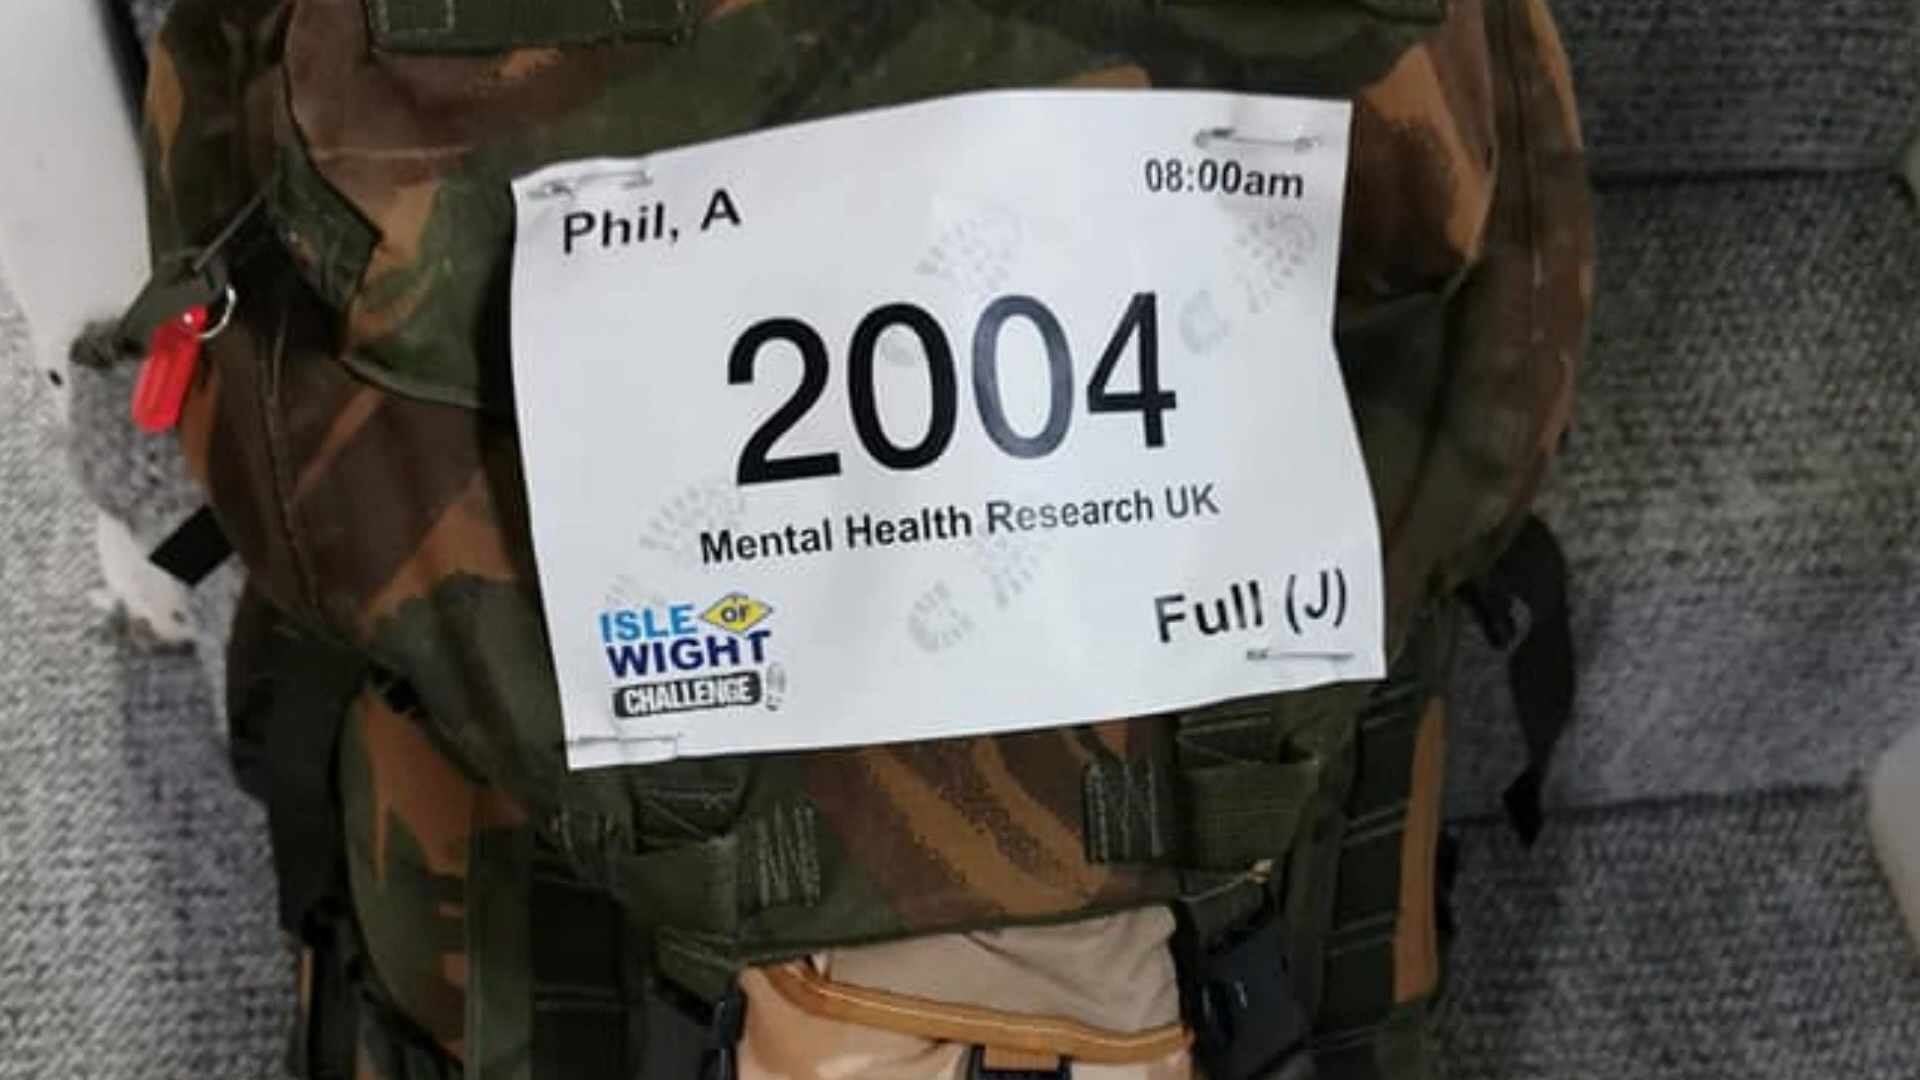 Phil, A
08:00am
2004
Mental Health Research UK
ISLE OF
WIGHT
CHALLENGE
Full (J)